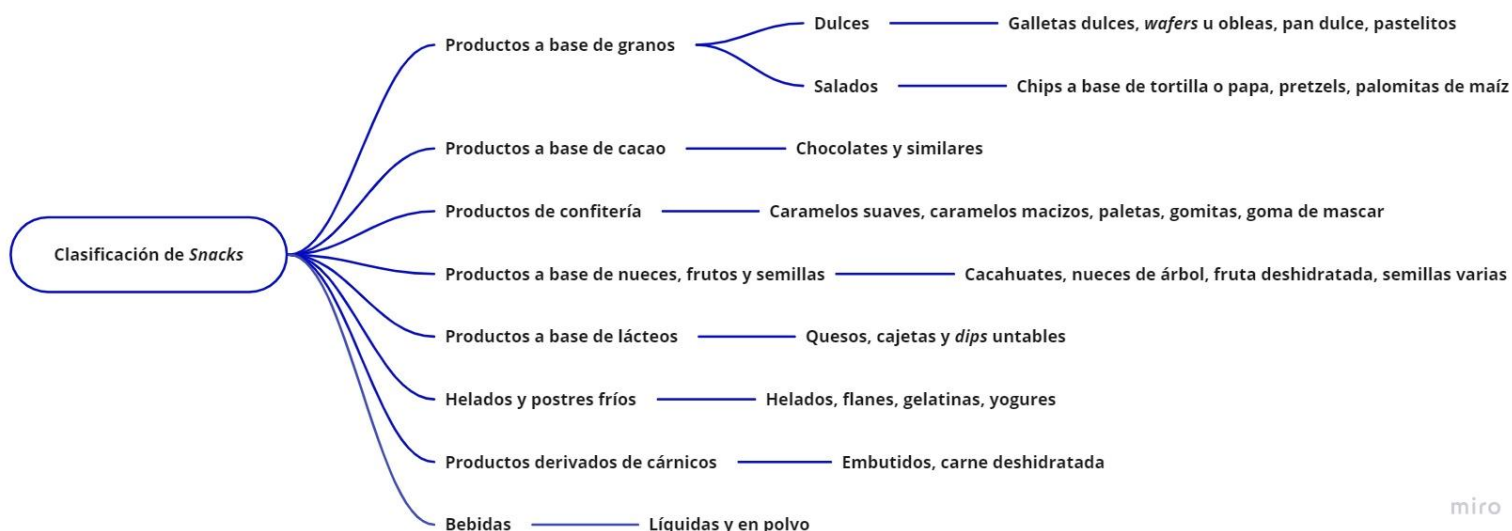 Clasificación de Snacks
Productos a base de granos
Dulces
Galletas dulces, wafers u obleas, pan dulce, pastelitos
Salados
Chips a base de tortilla o papa, pretzels, palomitas de maíz
Productos a base de cacao
Chocolates y similares
Productos de confitería
Caramelos suaves, caramelos macizos, paletas, gomitas, goma de mascar
Productos a base de nueces, frutos y semillas
Cacahuates, nueces de árbol, fruta deshidratada, semillas varias
Productos a base de lácteos
Quesos, cajetas y dips untables
Helados y postres fríos
Helados, flanes, gelatinas, yogures
Productos derivados de cárnicos
Embutidos, carne deshidratada
Bebidas
Líquidas y en polvo
miro